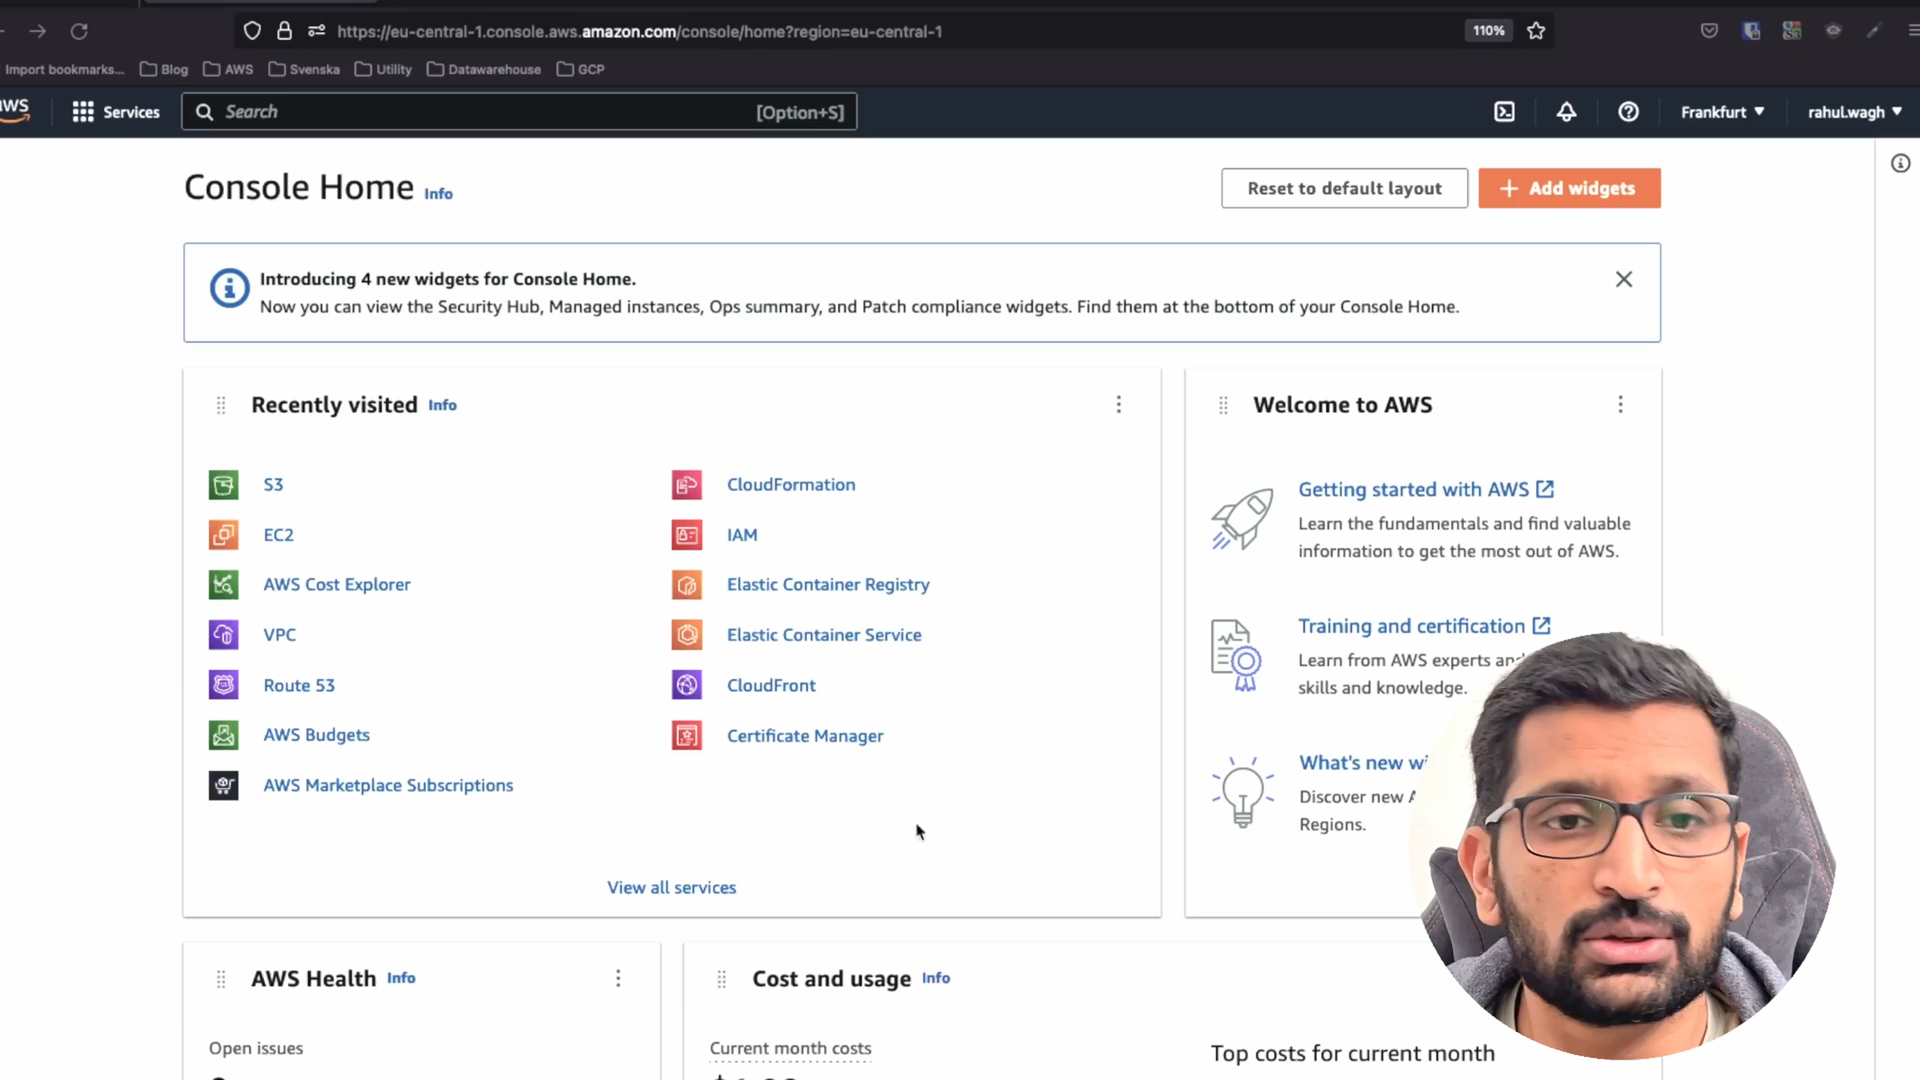 https://eu-central-1.console.aws.amazon.com/console/home?region=eu-central-1
110%
Import bookmarks...
Blog
AWS
Svenska
Utility
Datawarehouse
GCP
Services
Search
[Option+S]
Frankfurt
rahul.wagh
Console Home Info
Reset to default layout
Add widgets
Introducing 4 new widgets for Console Home.
Now you can view the Security Hub, Managed instances, Ops summary, and Patch compliance widgets. Find them at the bottom of your Console Home.
Recently visited Info
S3
EC2
AWS Cost Explorer
VPC
Route 53
AWS Budgets
AWS Marketplace Subscriptions
CloudFormation
IAM
Elastic Container Registry
Elastic Container Service
CloudFront
Certificate Manager
View all services
Welcome to AWS
Getting started with AWS
Learn the fundamentals and find valuable
information to get the most out of AWS.
Training and certification
Learn from AWS experts and
skills and knowledge.
What's new
Discover new
Regions.
AWS Health Info
Open issues
Cost and usage Info
Current month costs
Top costs for current month